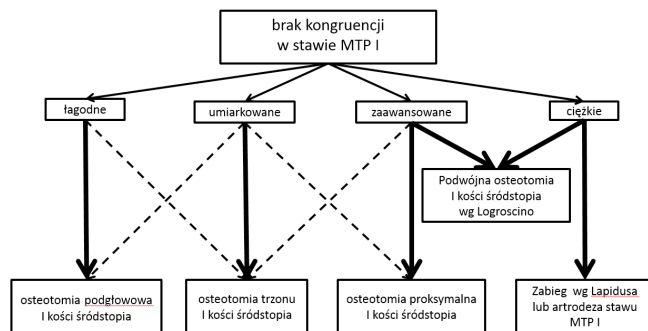 brak kongruencji
w stawie MTP I
łagodne
umiarkowane
zaawansowane
ciężkie
Podwójna osteotomia
I kości śródstopia
wg Logroscino
osteotomia podgłowowa
I kości śródstopia
osteotomia trzonu
I kości śródstopia
osteotomia proksymalna
I kości śródstopia
Zabieg wg Lapidusa
lub artrodeza stawu
MTP I